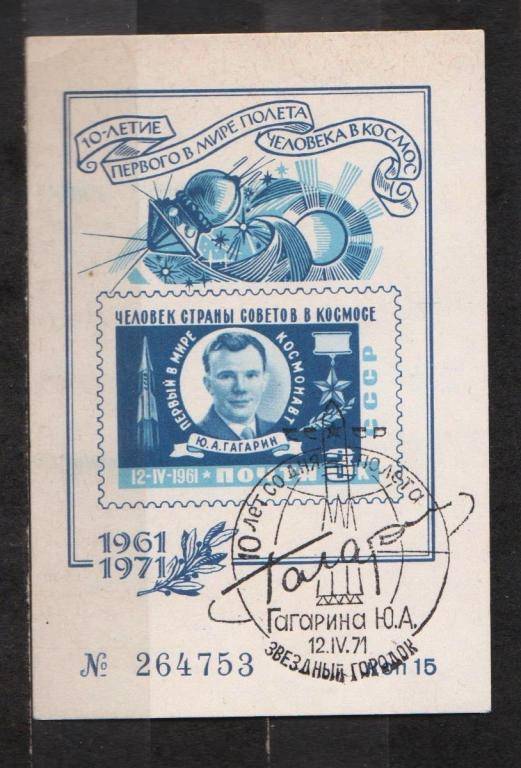 10-ЛЕТИЕ
ПЕРВОГО В МИРЕ ПОЛЕТА
ЧЕЛОВЕКА В КОСМОС
ЧЕЛОВЕК СТРАНЫ СОВЕТОВ В КОСМОСЕ
ПЕРВЫЙ В МИРЕ
КОСМОНАВТ
СССР
Ю.А.ГАГАРИН
12-IV-1961
1961
1971
10 лет со дня полета
Гагарина Ю.А.
12.IV.71
ЗВЕЗДНЫЙ ГОРОДОК
№ 264753
15